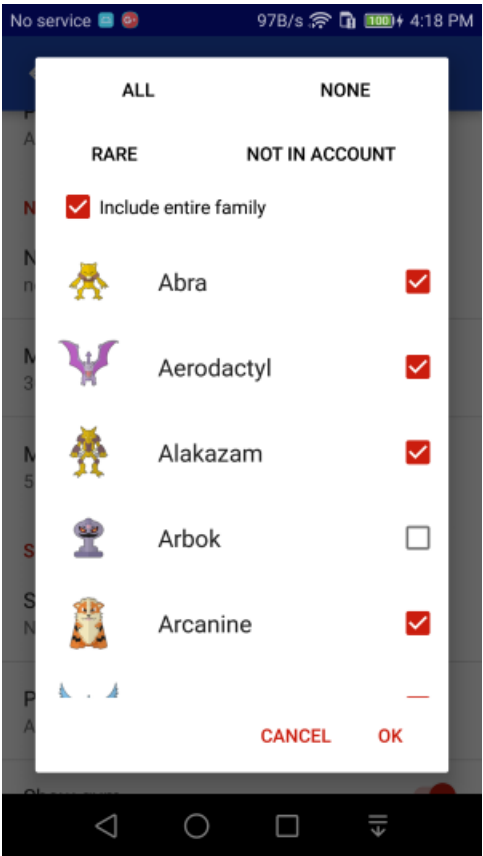 No service 97B/s 100 4:18 PM
ALL NONE
RARE NOT IN ACCOUNT
Include entire family
Abra
Aerodactyl
Alakazam
Arbok
Arcanine
CANCEL OK